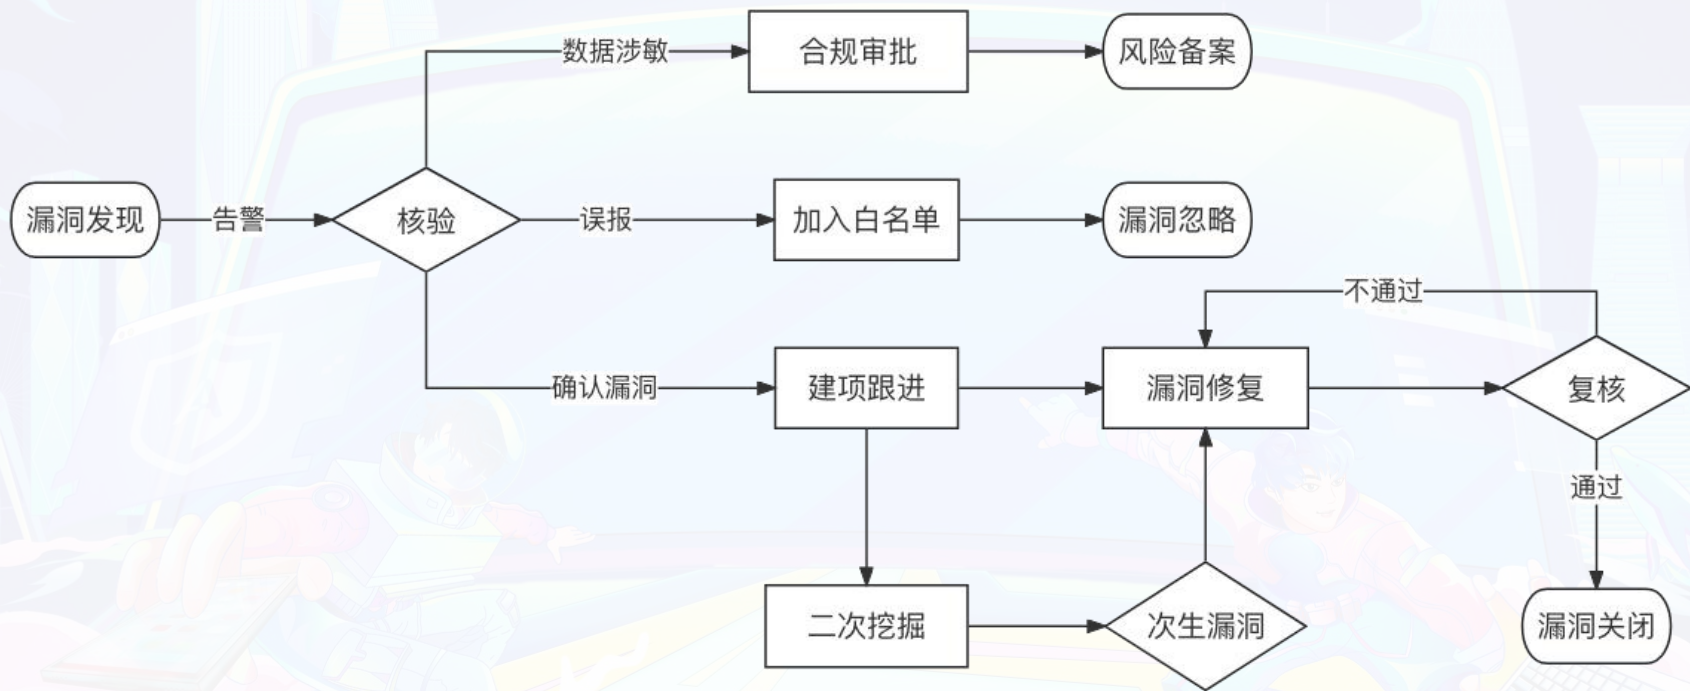 数据涉敏
合规审批
风险备案
漏洞发现
告警
核验
误报
加入白名单
漏洞忽略
不通过
确认漏洞
建项跟进
漏洞修复
复核
通过
二次挖掘
次生漏洞
漏洞关闭